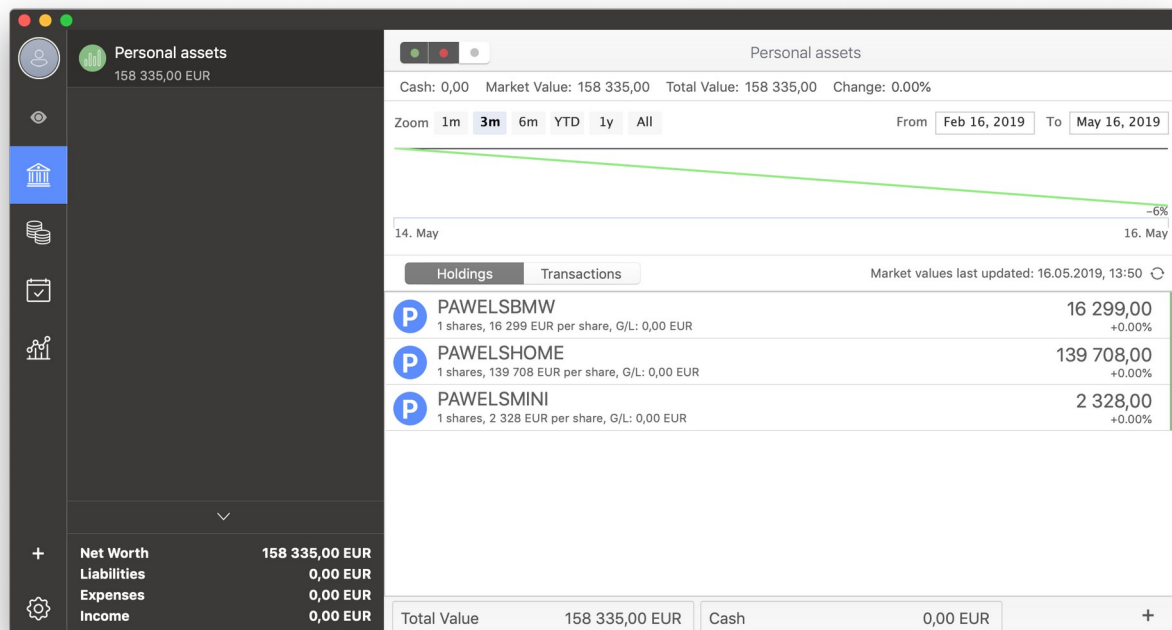 Personal assets
158 335,00 EUR
Net Worth 158 335,00 EUR
Liabilities 0,00 EUR
Expenses 0,00 EUR
Income 0,00 EUR
Personal assets
Cash: 0,00 Market Value: 158 335,00 Total Value: 158 335,00 Change: 0.00%
Zoom 1m 3m 6m YTD 1y All From Feb 16, 2019 To May 16, 2019
-6%
14. May 16. May
Holdings Transactions Market values last updated: 16.05.2019, 13:50
P PAWELSBMW 16 299,00
1 shares, 16 299 EUR per share, G/L: 0,00 EUR +0.00%
P PAWELSHOME 139 708,00
1 shares, 139 708 EUR per share, G/L: 0,00 EUR +0.00%
P PAWELSMINI 2 328,00
1 shares, 2 328 EUR per share, G/L: 0,00 EUR +0.00%
Total Value 158 335,00 EUR Cash 0,00 EUR +